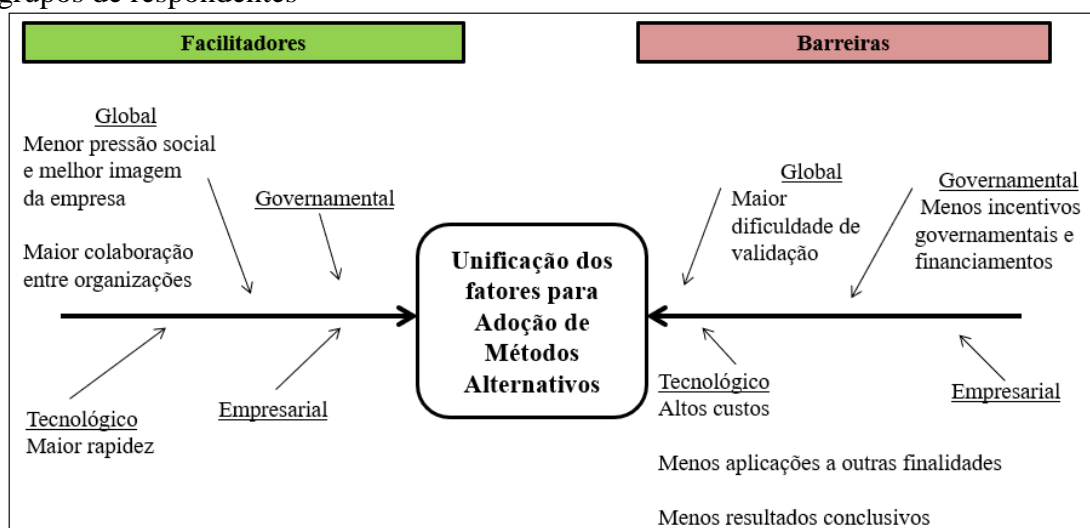 grupos de respondentes
Facilitadores
Barreiras
Global
Menor pressão social
e melhor imagem
da empresa
Maior colaboração
entre organizações
Governamental
Tecnológico
Maior rapidez
Empresarial
Unificação dos
fatores para
Adoção de
Métodos
Alternativos
Global
Maior
dificuldade de
validação
Governamental
Menos incentivos
governamentais e
financiamentos
Tecnológico
Altos custos
Menos aplicações a outras finalidades
Menos resultados conclusivos
Empresarial